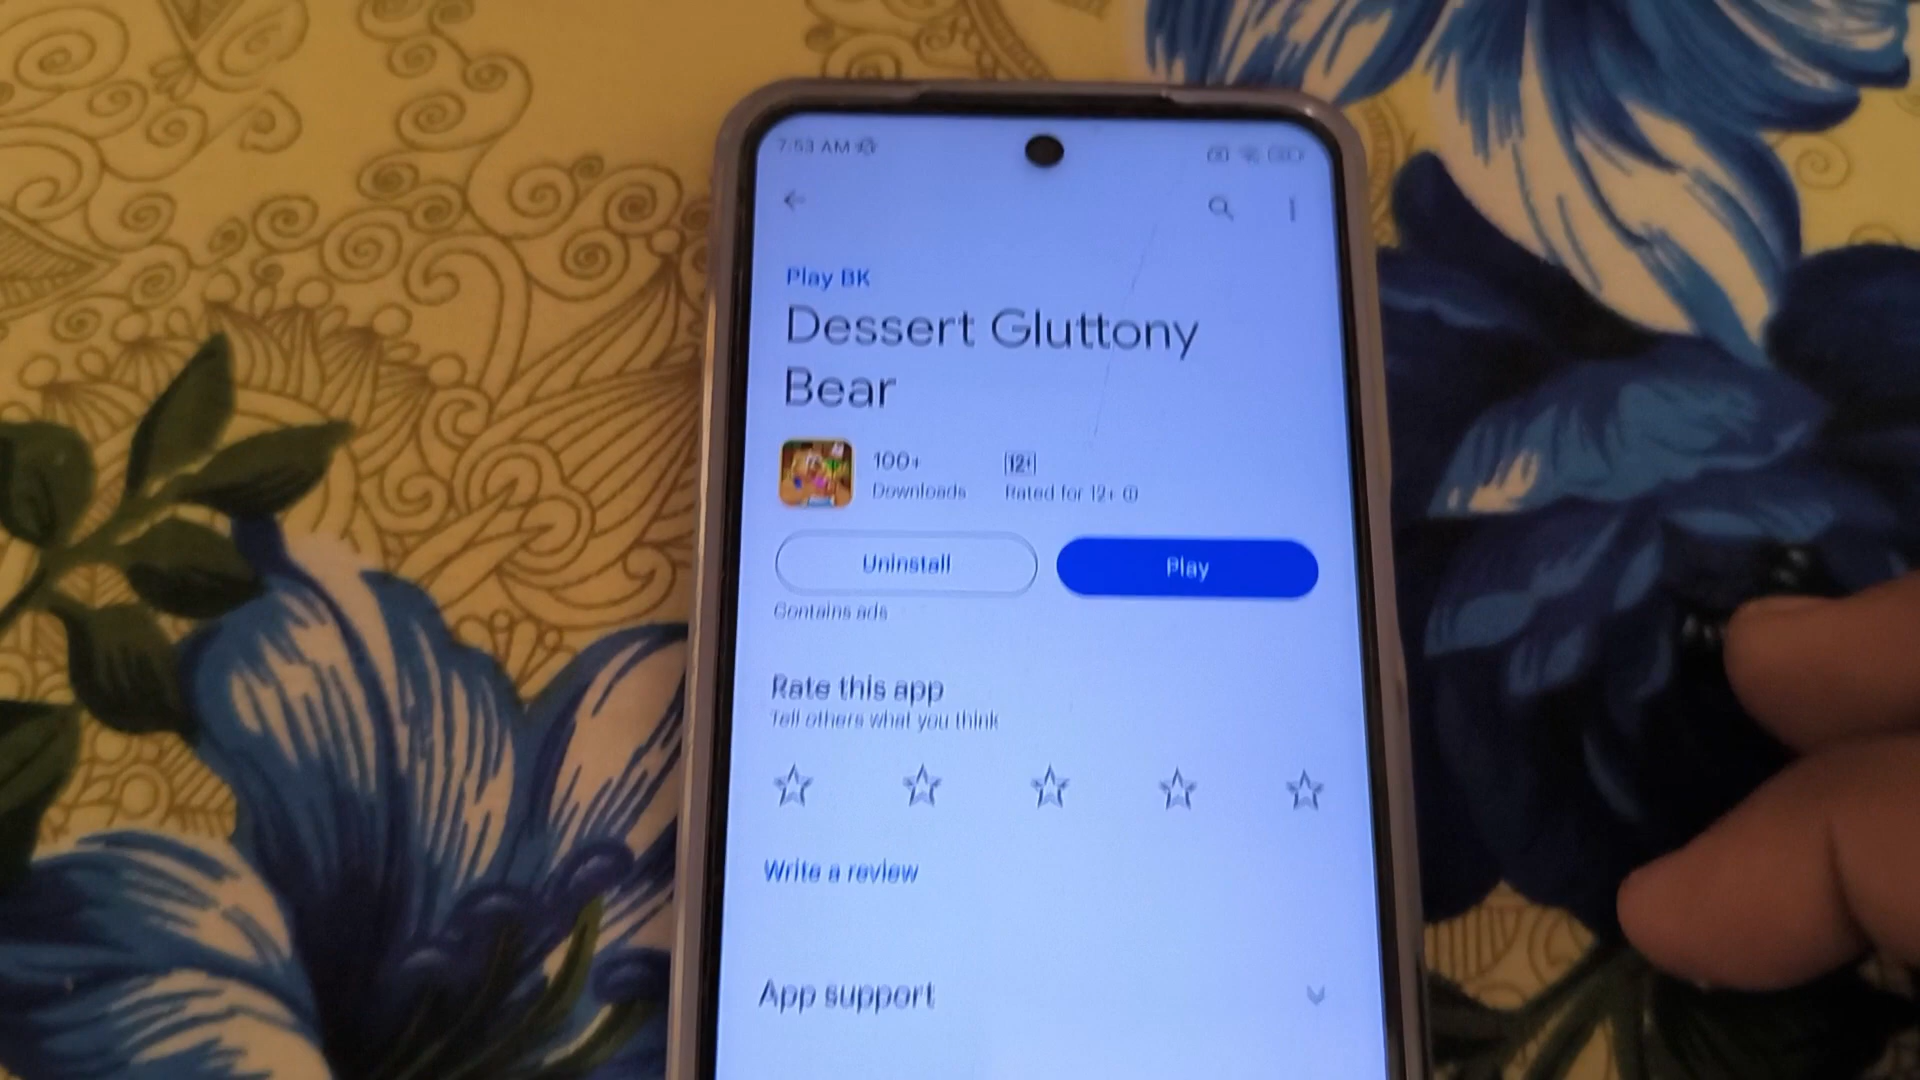 7:53 AM
Play BK
Dessert Gluttony
Bear
100+
Downloads
12+
Rated for 12+
Uninstall
Play
Contains ads
Rate this app
Tell others what you think
Write a review
App support